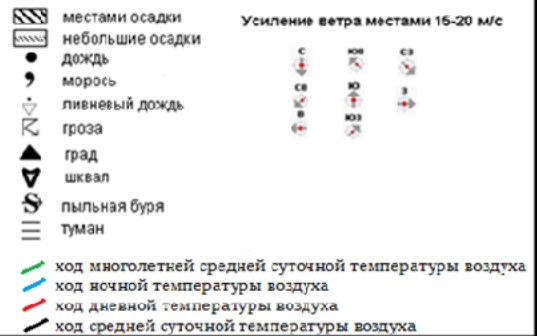 местами осадки
небольшие осадки
дождь
морось
ливневый дождь
гроза
град
шквал
пыльная буря
туман
Усиление ветра местами 15-20 м/с
С ЮВ СЗ
СВ Ю З
В ЮЗ
ход многолетней средней суточной температуры воздуха
ход ночной температуры воздуха
ход дневной температуры воздуха
ход средней суточной температуры воздуха